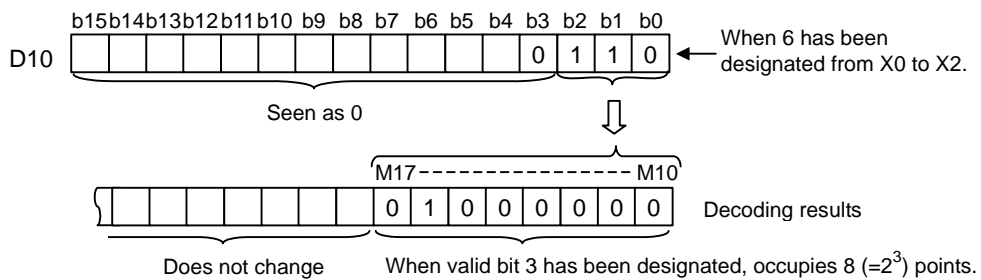 b15 b14 b13 b12 b11 b10 b9 b8 b7 b6 b5 b4 b3 b2 b1 b0
D10 0 1 1 0
When 6 has been
designated from X0 to X2.
Seen as 0
M17 M10
0 1 0 0 0 0 0 0 Decoding results
Does not change When valid bit 3 has been designated, occupies 8 (=2³) points.